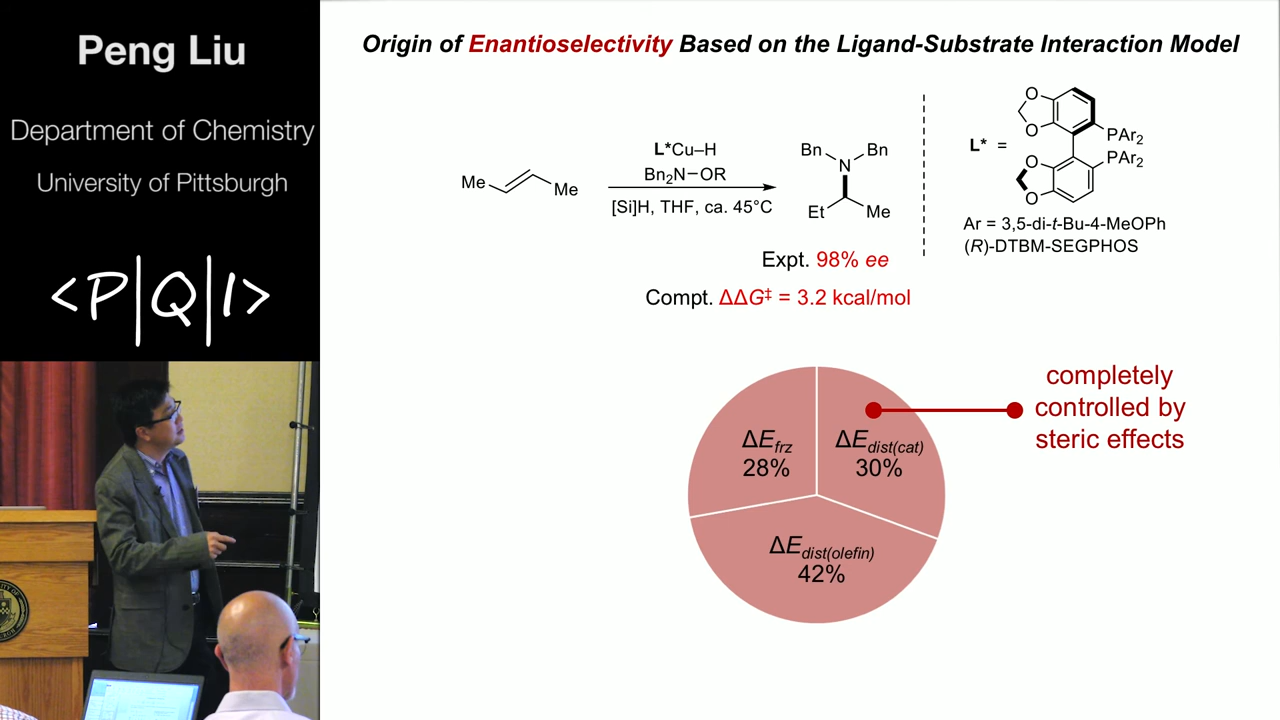 Peng Liu
Department of Chemistry
University of Pittsburgh
<P|Q|I>
Origin of Enantioselectivity Based on the Ligand-Substrate Interaction Model
Me
Me
L*Cu–H
Bn2N–OR
[Si]H, THF, ca. 45°C
Bn
Bn
N
Et
Me
Expt. 98% ee
Compt. ΔΔG‡ = 3.2 kcal/mol
L* =
O
O
PAr2
PAr2
O
O
Ar = 3,5-di-t-Bu-4-MeOPh
(R)-DTBM-SEGPHOS
completely
controlled by
steric effects
ΔEfrz
28%
ΔEdist(cat)
30%
ΔEdist(olefin)
42%